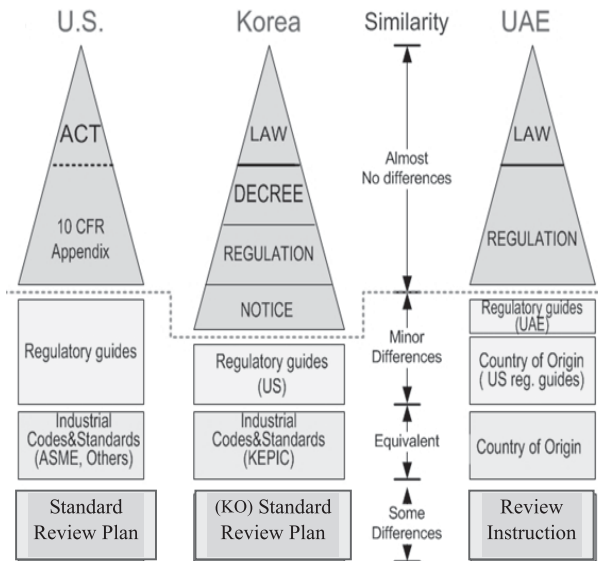 U.S.
Korea
Similarity
UAE
ACT
10 CFR
Appendix
Regulatory guides
Industrial
Codes&Standards
(ASME, Others)
Standard
Review Plan
LAW
DECREE
REGULATION
NOTICE
Regulatory guides
(US)
Industrial
Codes&Standards
(KEPIC)
(KO) Standard
Review Plan
Almost
No differences
Minor
Differences
Equivalent
Some
Differences
LAW
REGULATION
Regulatory guides
(UAE)
Country of Origin
( US reg. guides)
Country of Origin
Review
Instruction